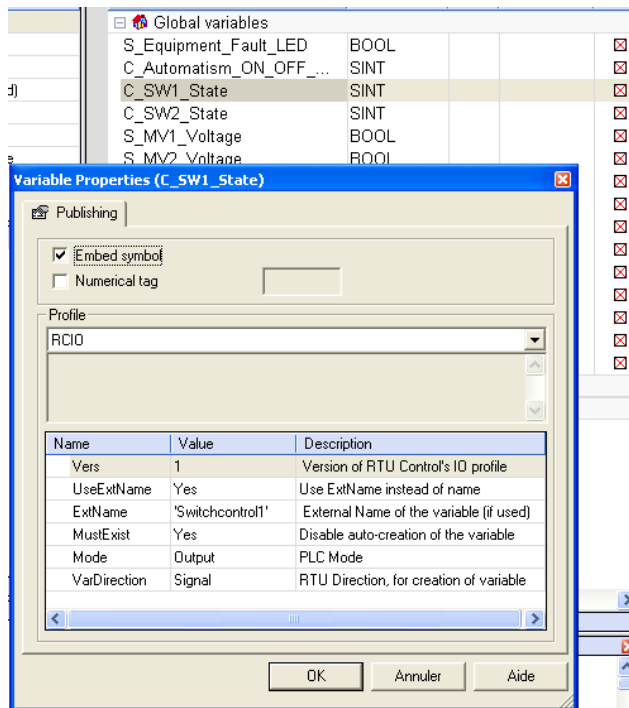 Global variables
S_Equipment_Fault_LED BOOL
C_Automatism_ON_OFF_... SINT
C_SW1_State SINT
C_SW2_State SINT
S_MV1_Voltage BOOL
S_MV2_Voltage BOOL
Variable Properties (C_SW1_State)
Publishing
Embed symbol
Numerical tag
Profile
RCIO
Name Value Description
Vers 1 Version of RTU Control's IO profile
UseExtName Yes Use ExtName instead of name
ExtName 'Switchcontrol1' External Name of the variable (if used)
MustExist Yes Disable auto-creation of the variable
Mode Output PLC Mode
VarDirection Signal RTU Direction, for creation of variable
OK Annuler Aide